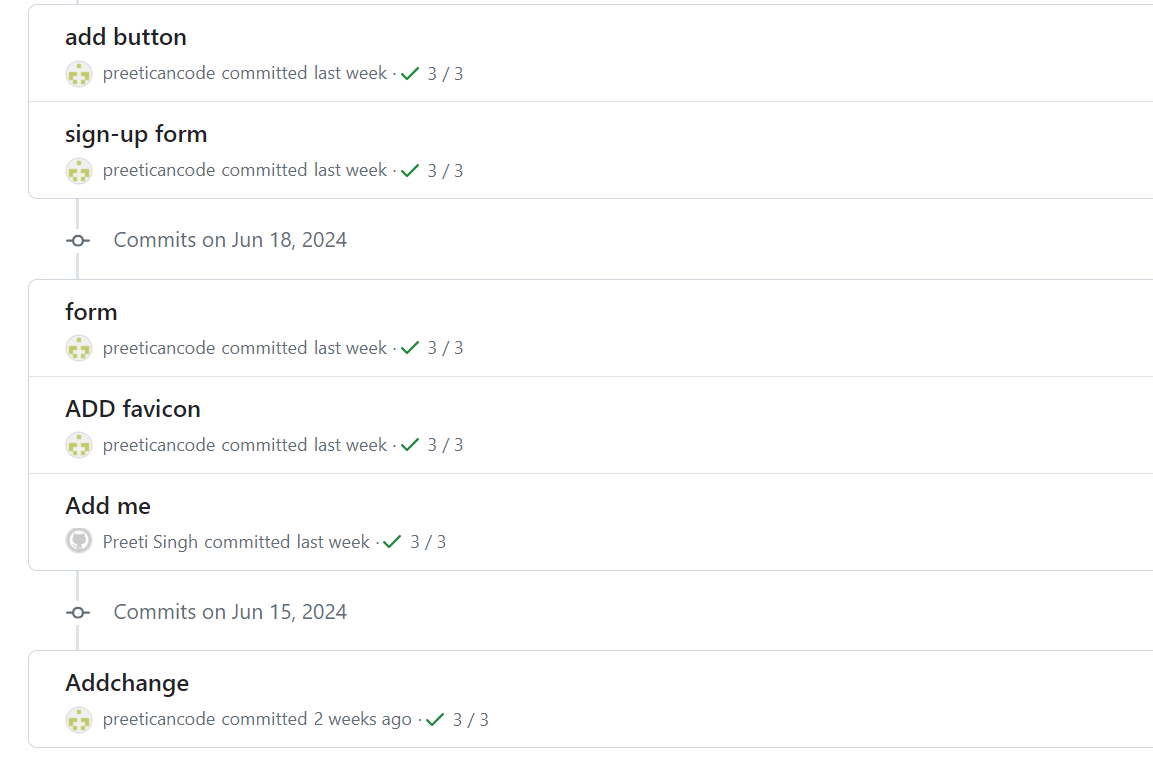 add button
preeticancode committed last week · 3 / 3
sign-up form
preeticancode committed last week · 3 / 3
Commits on Jun 18, 2024
form
preeticancode committed last week · 3 / 3
ADD favicon
preeticancode committed last week · 3 / 3
Add me
Preeti Singh committed last week · 3 / 3
Commits on Jun 15, 2024
Addchange
preeticancode committed 2 weeks ago · 3 / 3